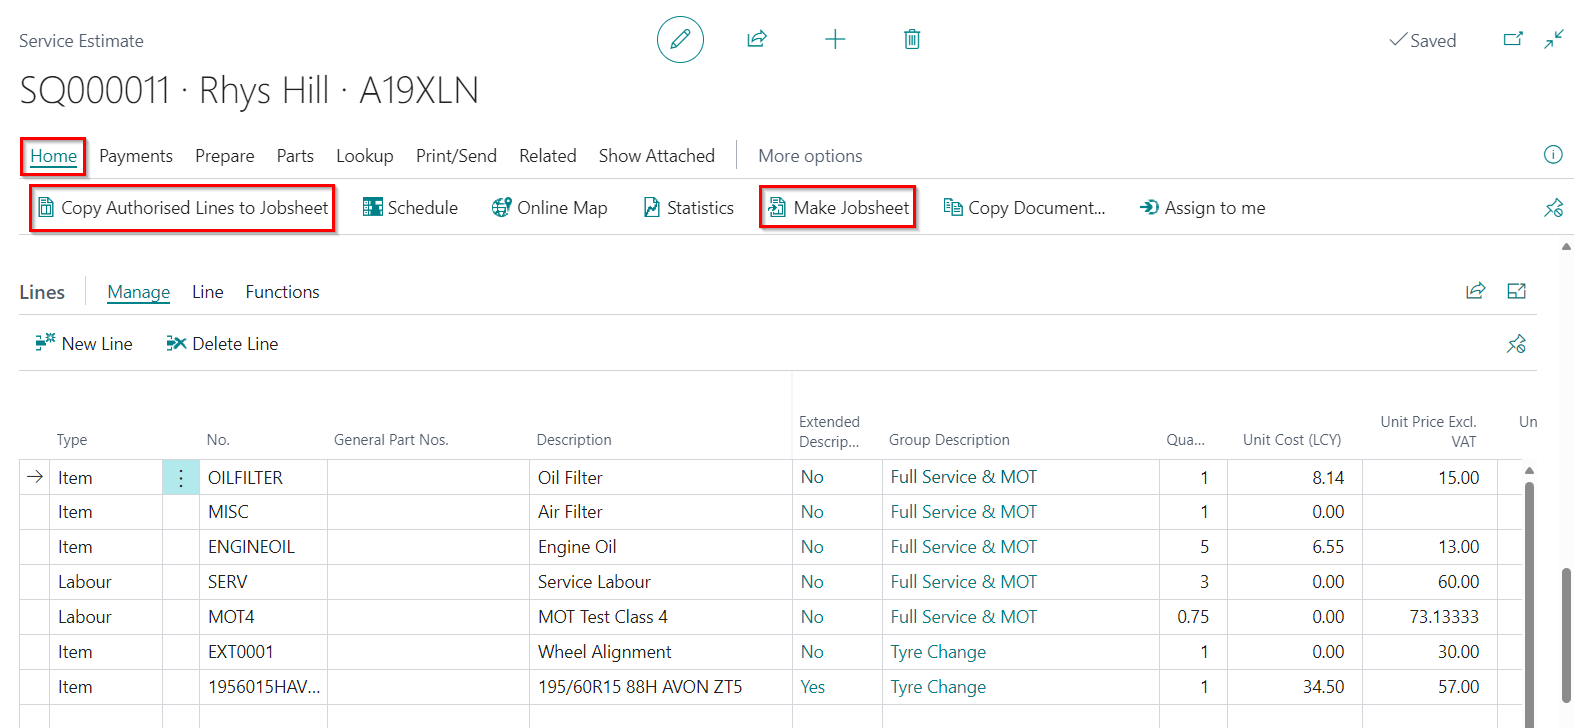 Service Estimate
Saved
SQ000011 · Rhys Hill · A19XLN
Home Payments Prepare Parts Lookup Print/Send Related Show Attached More options
Copy Authorised Lines to Jobsheet Schedule Online Map Statistics Make Jobsheet Copy Document... Assign to me
Lines Manage Line Functions
New Line Delete Line
Type No. General Part Nos. Description Extended Descrip... Group Description Qua... Unit Cost (LCY) Unit Price Excl. VAT Un
Item OILFILTER Oil Filter No Full Service & MOT 1 8.14 15.00
Item MISC Air Filter No Full Service & MOT 1 0.00
Item ENGINEOIL Engine Oil No Full Service & MOT 5 6.55 13.00
Labour SERV Service Labour No Full Service & MOT 3 0.00 60.00
Labour MOT4 MOT Test Class 4 No Full Service & MOT 0.75 0.00 73.13333
Item EXT0001 Wheel Alignment No Tyre Change 1 0.00 30.00
Item 1956015HAV... 195/60R15 88H AVON ZT5 Yes Tyre Change 1 34.50 57.00